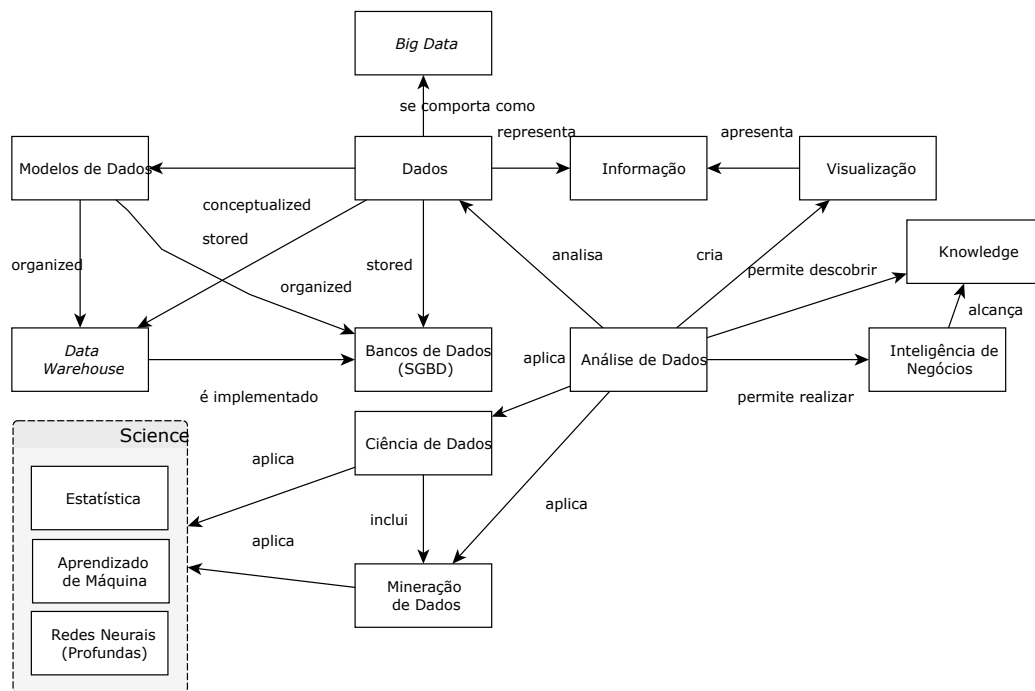 Big Data
se comporta como
representa
apresenta
Modelos de Dados
Dados
Informação
Visualização
conceptualized
stored
organized
organized
stored
analisa
cria
permite descobrir
Knowledge
alcança
Data
Warehouse
Bancos de Dados
(SGBD)
aplica
Análise de Dados
Inteligência de
Negócios
é implementado
permite realizar
Science
Ciência de Dados
aplica
Estatística
inclui
aplica
aplica
Aprendizado
de Máquina
Mineração
de Dados
Redes Neurais
(Profundas)